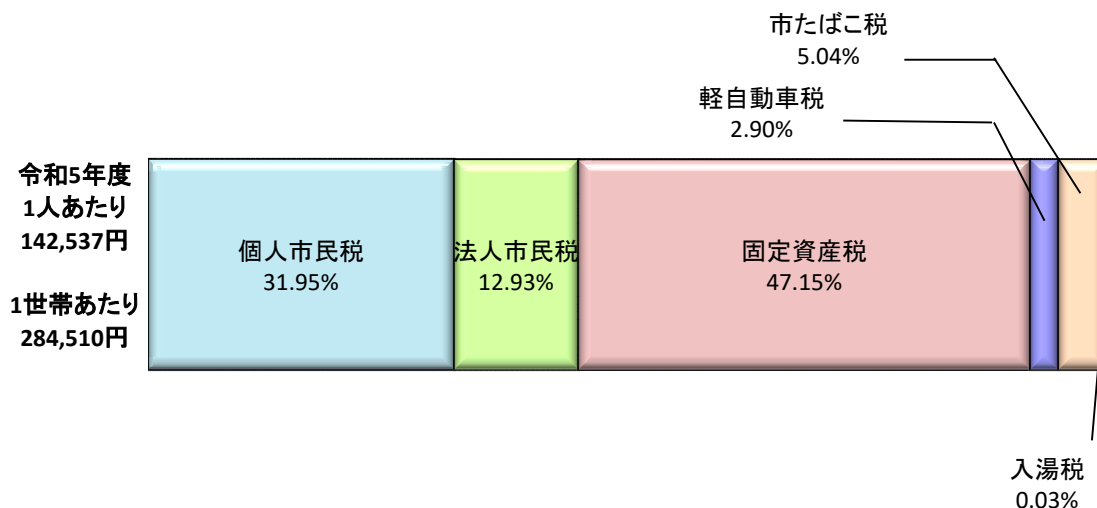 市たばこ税
5.04%
軽自動車税
2.90%
令和5年度
1人あたり
142,537円
1世帯あたり
284,510円
個人市民税
31.95%
法人市民税
12.93%
固定資産税
47.15%
入湯税
0.03%